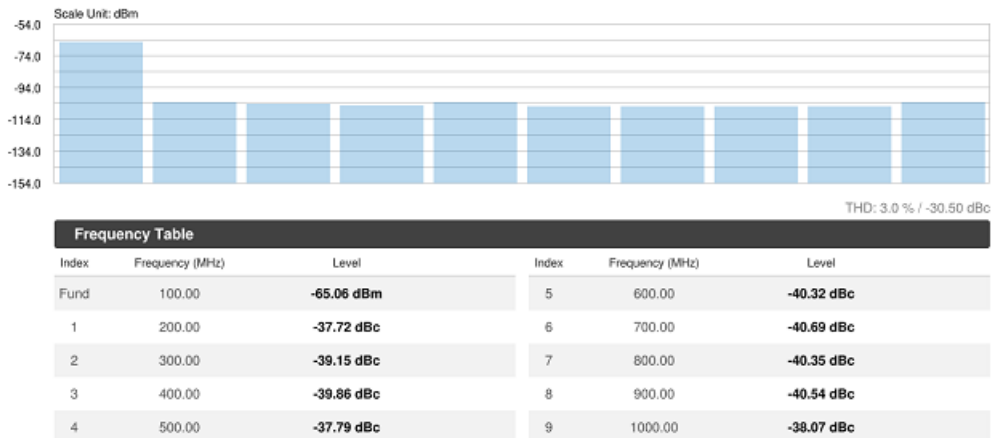 Scale Unit: dBm
-54.0
-74.0
-94.0
-114.0
-134.0
-154.0
THD: 3.0 % / -30.50 dBc
Frequency Table
Index Frequency (MHz) Level Index Frequency (MHz) Level
Fund 100.00 -65.06 dBm 5 600.00 -40.32 dBc
1 200.00 -37.72 dBc 6 700.00 -40.69 dBc
2 300.00 -39.15 dBc 7 800.00 -40.35 dBc
3 400.00 -39.86 dBc 8 900.00 -40.54 dBc
4 500.00 -37.79 dBc 9 1000.00 -38.07 dBc